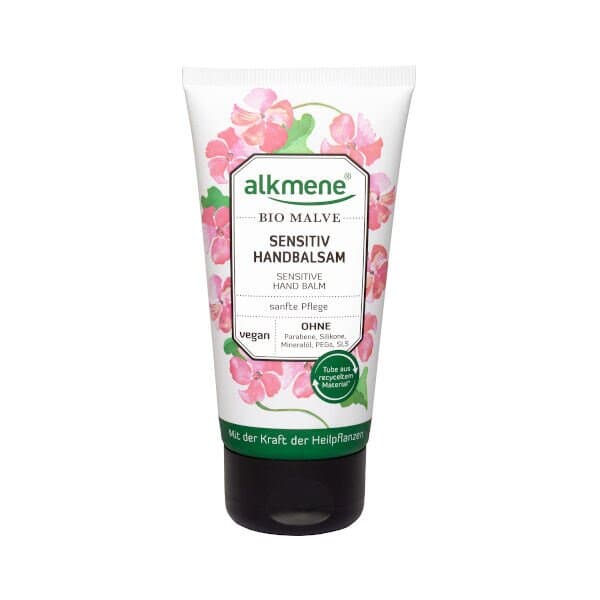 alkmene®
BIO MALVE
SENSITIV
HANDBALSAM
SENSITIVE
HAND BALM
sanfte Pflege
vegan
OHNE
Parabene, Silikone,
Mineralöl, PEGs, SLS
Tube aus
recyceltem
Material*
Mit der Kraft der Heilpflanzen